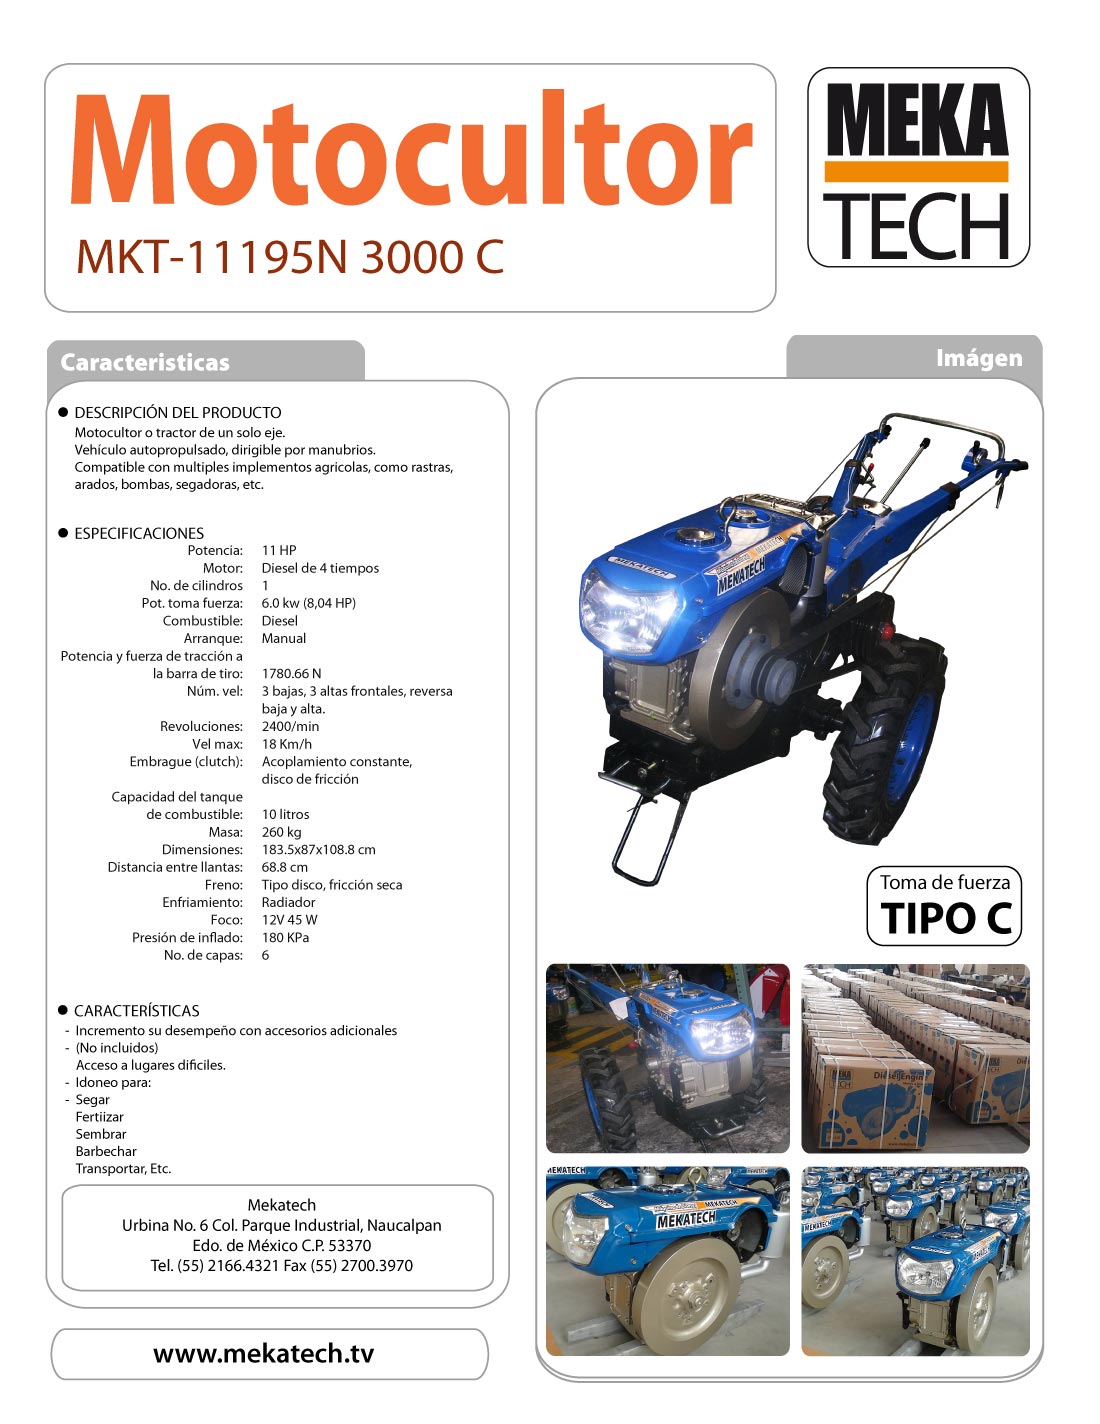 Motocultor
MKT-11195N 3000 C
MEKA
TECH
Caracteristicas
DESCRIPCIÓN DEL PRODUCTO
Motocultor o tractor de un solo eje.
Vehículo autopropulsado, dirigible por manubrios.
Compatible con multiples implementos agricolas, como rastras,
arados, bombas, segadoras, etc.
ESPECIFICACIONES
Potencia: 11 HP
Motor: Diesel de 4 tiempos
No. de cilindros 1
Pot. toma fuerza: 6.0 kw (8,04 HP)
Combustible: Diesel
Arranque: Manual
Potencia y fuerza de tracción a
la barra de tiro: 1780.66 N
Núm. vel: 3 bajas, 3 altas frontales, reversa
baja y alta.
Revoluciones: 2400/min
Vel max: 18 Km/h
Embrague (clutch): Acoplamiento constante,
disco de fricción
Capacidad del tanque
de combustible: 10 litros
Masa: 260 kg
Dimensiones: 183.5x87x108.8 cm
Distancia entre llantas: 68.8 cm
Freno: Tipo disco, fricción seca
Enfriamiento: Radiador
Foco: 12V 45 W
Presión de inflado: 180 KPa
No. de capas: 6
CARACTERÍSTICAS
- Incremento su desempeño con accesorios adicionales
- (No incluidos)
Acceso a lugares dificiles.
- Idoneo para:
- Segar
Fertiizar
Sembrar
Barbechar
Transportar, Etc.
Mekatech
Urbina No. 6 Col. Parque Industrial, Naucalpan
Edo. de México C.P. 53370
Tel. (55) 2166.4321 Fax (55) 2700.3970
www.mekatech.tv
Imágen
MEKATECH
MEKATECH
MEKATECH
Toma de fuerza
TIPO C
MEKA
TECH
Diesel Engin
MEKATECH
MEKATECH
MEKATECH
MEKATECH